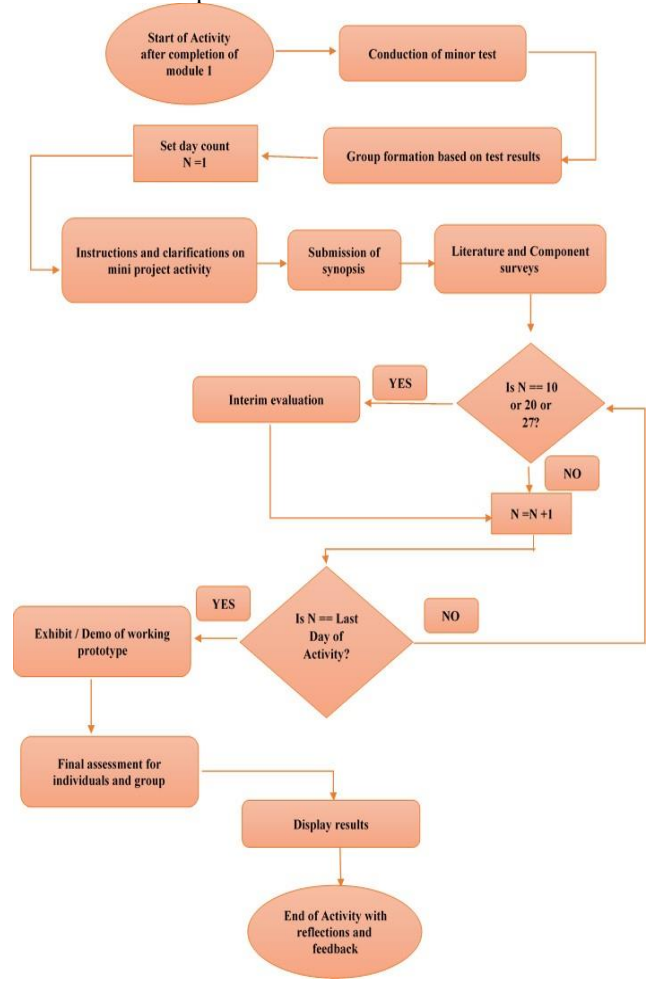 Start of Activity
after completion of
module 1
Conduction of minor test
Set day count
N =1
Group formation based on test results
Instructions and clarifications on
mini project activity
Submission of
synopsis
Literature and Component
surveys
Is N == 10
or 20 or
27?
YES
Interim evaluation
NO
N =N +1
Is N == Last
Day of
Activity?
YES
NO
Exhibit / Demo of working
prototype
Final assessment for
individuals and group
Display results
End of Activity with
reflections and
feedback